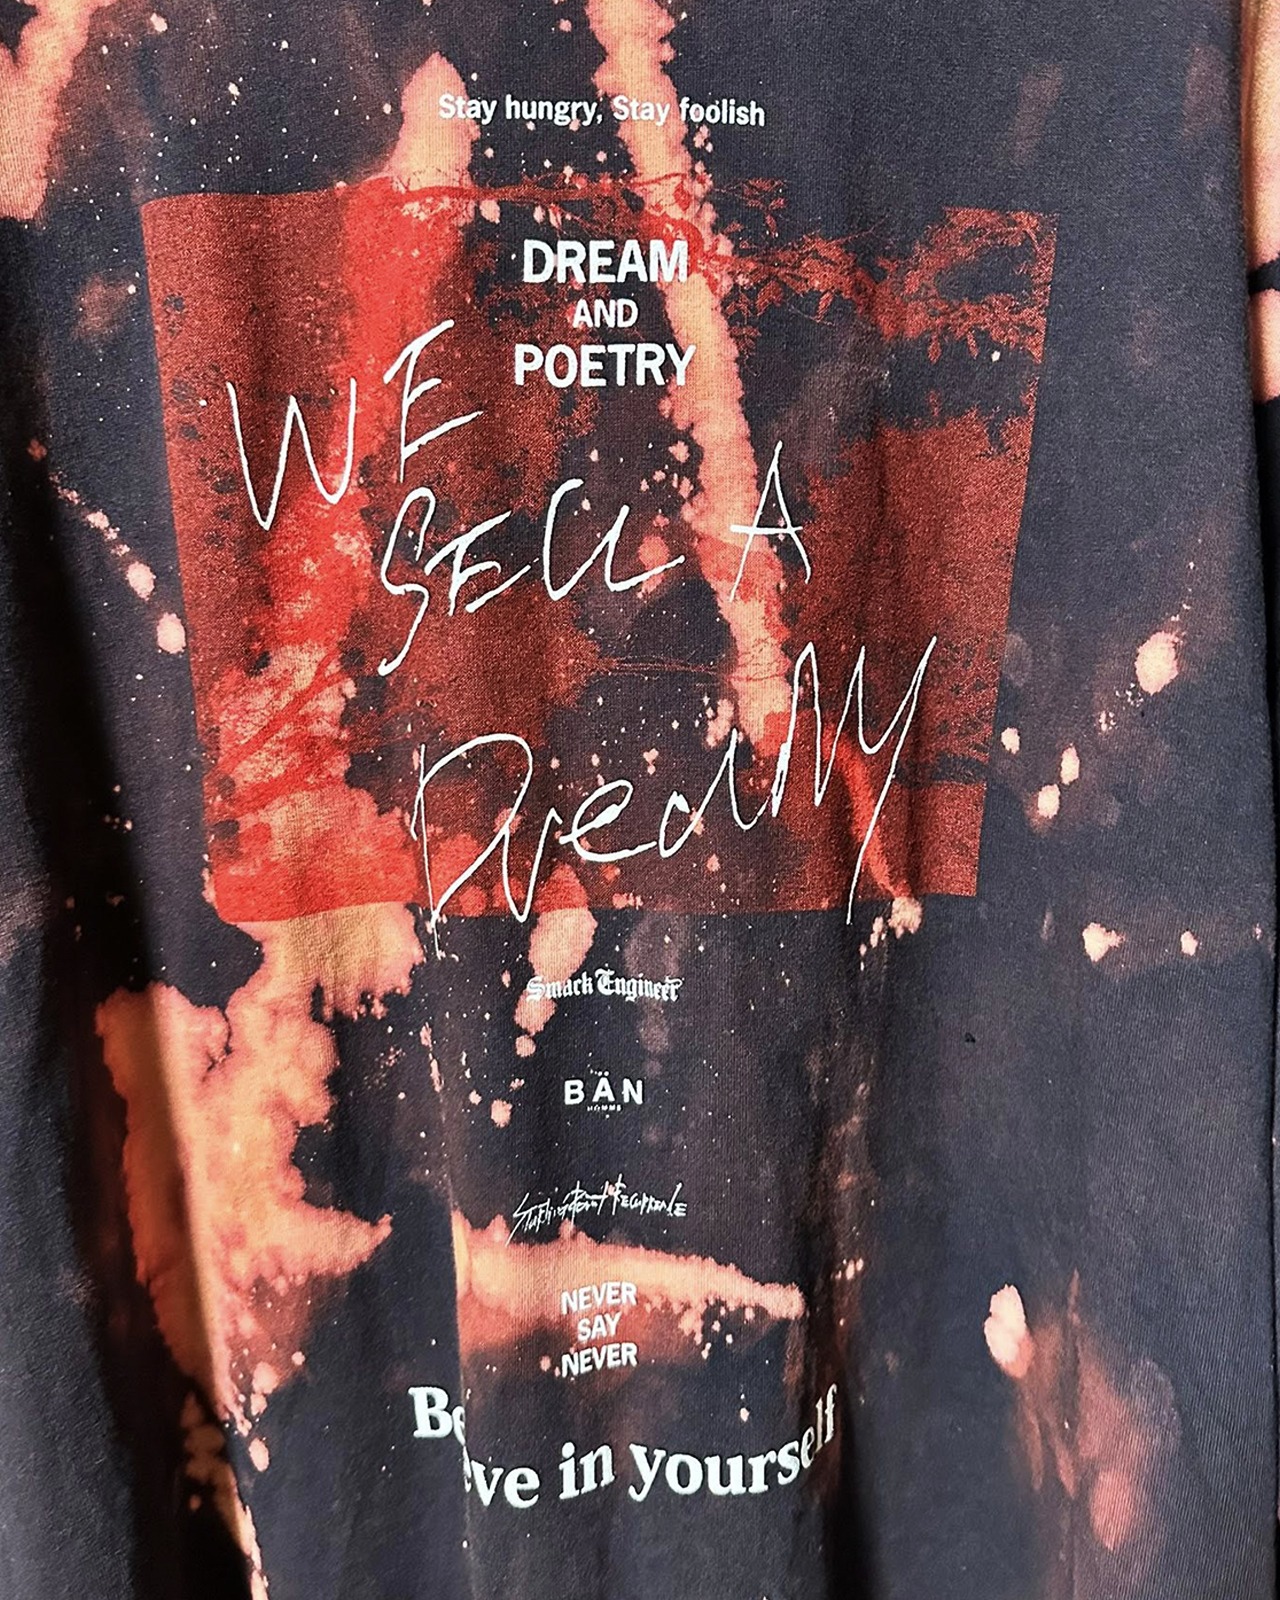 Stay hungry, Stay foolish
DREAM
AND
POETRY
WE
SELL A
Dream
Smack Engineer
BÄN
HOMME
NEVER
SAY
NEVER
Be
eve in yourself